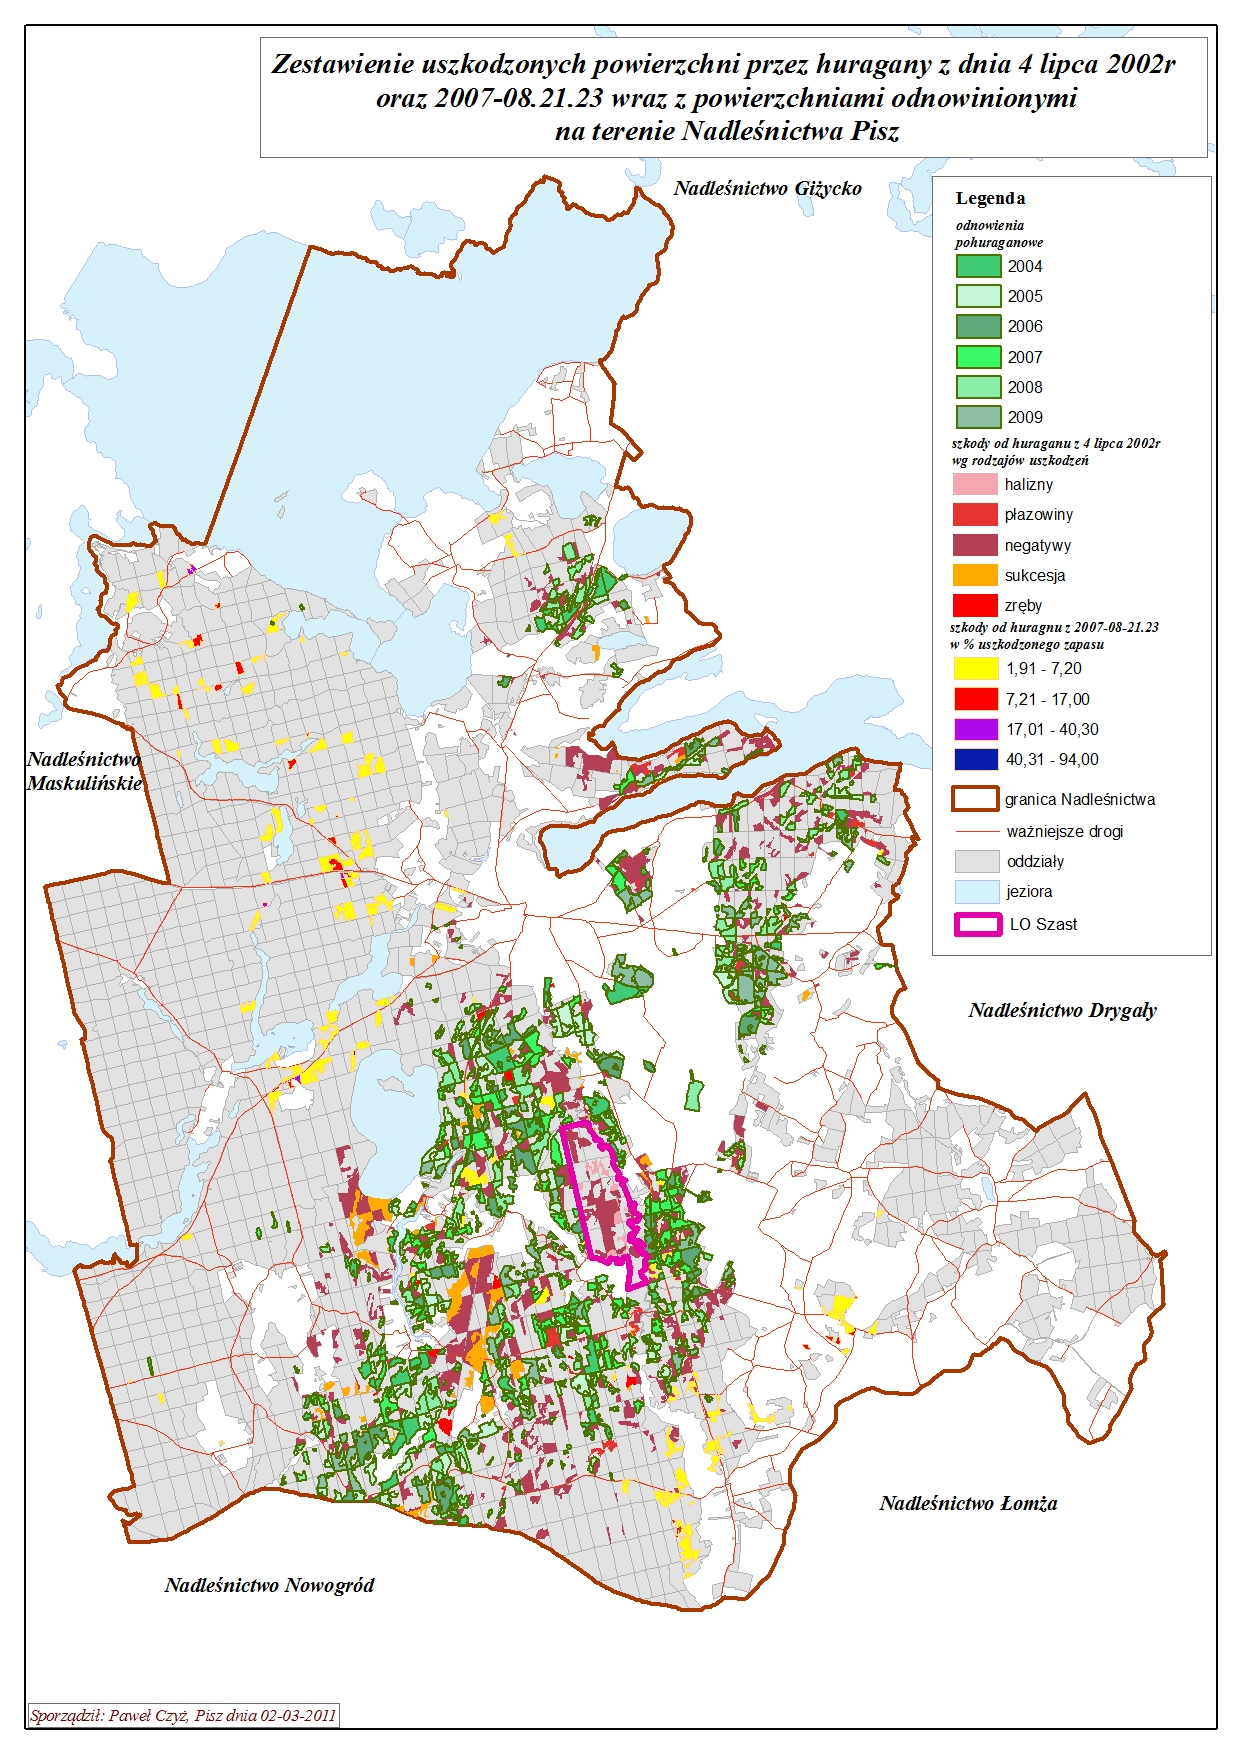 Zestawienie uszkodzonych powierzchni przez huragany z dnia 4 lipca 2002r
oraz 2007-08.21.23 wraz z powierzchniami odnowinionymi
na terenie Nadleśnictwa Pisz
Nadleśnictwo Giżycko
Legenda
odnowienia
pohuraganowe
2004
2005
2006
2007
2008
2009
szkody od huraganu z 4 lipca 2002r
wg rodzajów uszkodzeń
halizny
płazowiny
negatywy
sukcesja
zręby
szkody od huragnu z 2007-08-21.23
w % uszkodzonego zapasu
1,91 - 7,20
7,21 - 17,00
17,01 - 40,30
40,31 - 94,00
granica Nadleśnictwa
ważniejsze drogi
oddziały
jeziora
LO Szast
Nadleśnictwo
Maskulińskie
Nadleśnictwo Drygały
Nadleśnictwo Łomża
Nadleśnictwo Nowogród
Sporządził: Paweł Czyż, Pisz dnia 02-03-2011